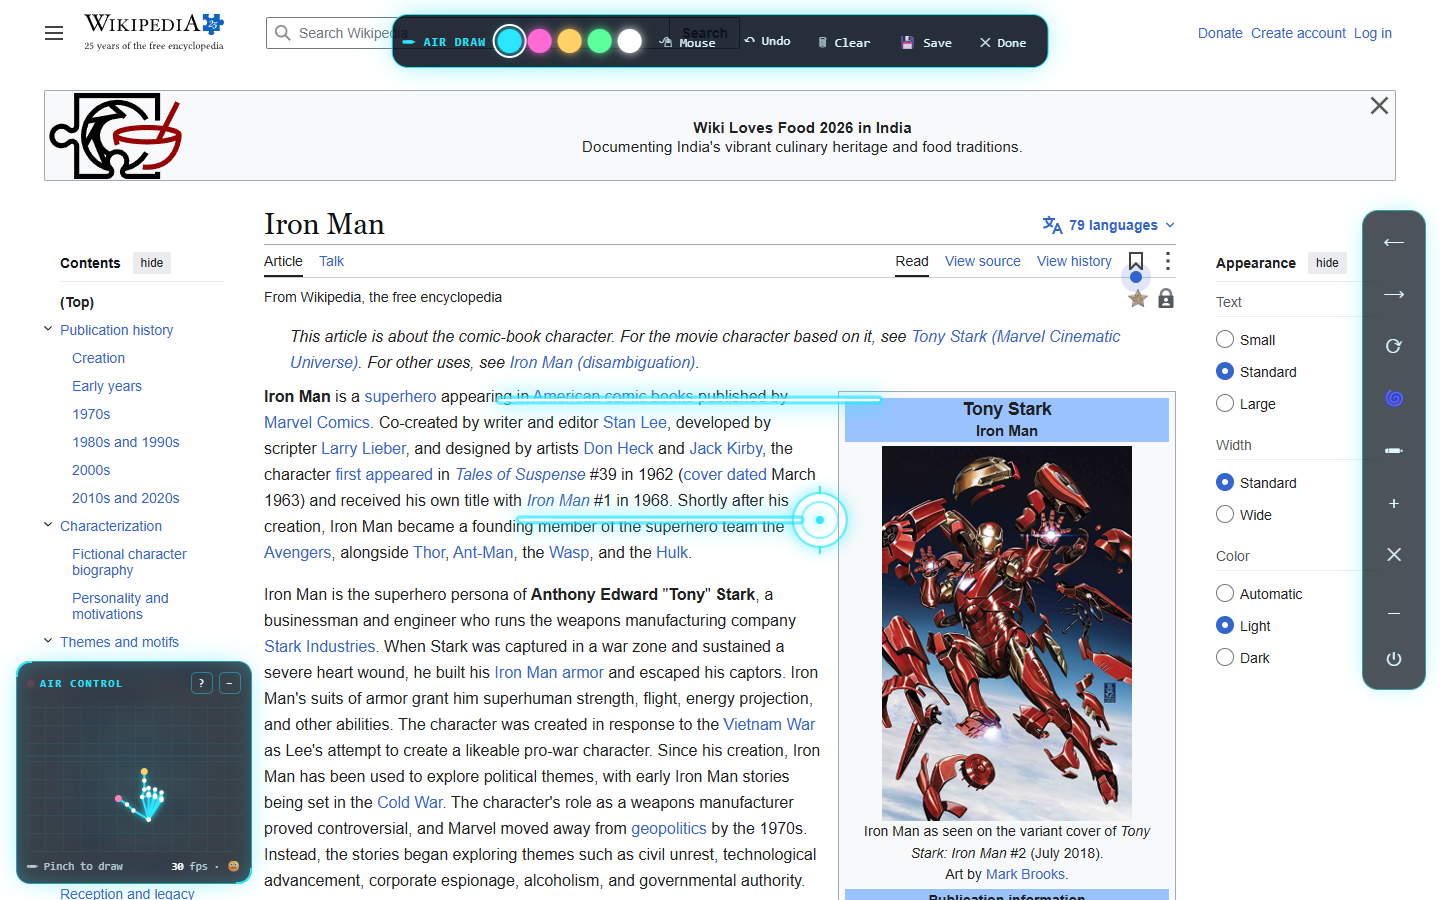 WIKIPEDIA 25
25 years of the free encyclopedia
Search Wikipedia
Search
AIR DRAW
Mouse
Undo
Clear
Save
Done
Donate
Create account
Log in
Wiki Loves Food 2026 in India
Documenting India's vibrant culinary heritage and food traditions.
Contents
hide
(Top)
Publication history
Creation
Early years
1970s
1980s and 1990s
2000s
2010s and 2020s
Characterization
Fictional character
biography
Personality and
motivations
Themes and motifs
Reception and legacy
AIR CONTROL
?
Pinch to draw
30 fps ·
Iron Man
79 languages
Article
Talk
Read
View source
View history
From Wikipedia, the free encyclopedia
This article is about the comic-book character. For the movie character based on it, see Tony Stark (Marvel Cinematic
Universe). For other uses, see Iron Man (disambiguation).
Iron Man is a superhero appearing in American comic books published by
Marvel Comics. Co-created by writer and editor Stan Lee, developed by
scripter Larry Lieber, and designed by artists Don Heck and Jack Kirby, the
character first appeared in Tales of Suspense #39 in 1962 (cover dated March
1963) and received his own title with Iron Man #1 in 1968. Shortly after his
creation, Iron Man became a founding member of the superhero team the
Avengers, alongside Thor, Ant-Man, the Wasp, and the Hulk.
Iron Man is the superhero persona of Anthony Edward "Tony" Stark, a
businessman and engineer who runs the weapons manufacturing company
Stark Industries. When Stark was captured in a war zone and sustained a
severe heart wound, he built his Iron Man armor and escaped his captors. Iron
Man's suits of armor grant him superhuman strength, flight, energy projection,
and other abilities. The character was created in response to the Vietnam War
as Lee's attempt to create a likeable pro-war character. Since his creation, Iron
Man has been used to explore political themes, with early Iron Man stories
being set in the Cold War. The character's role as a weapons manufacturer
proved controversial, and Marvel moved away from geopolitics by the 1970s.
Instead, the stories began exploring themes such as civil unrest, technological
advancement, corporate espionage, alcoholism, and governmental authority.
Tony Stark
Iron Man
Iron Man as seen on the variant cover of Tony
Stark: Iron Man #2 (July 2018).
Art by Mark Brooks.
Publication information
Appearance
hide
Text
Small
Standard
Large
Width
Standard
Wide
Color
Automatic
Light
Dark